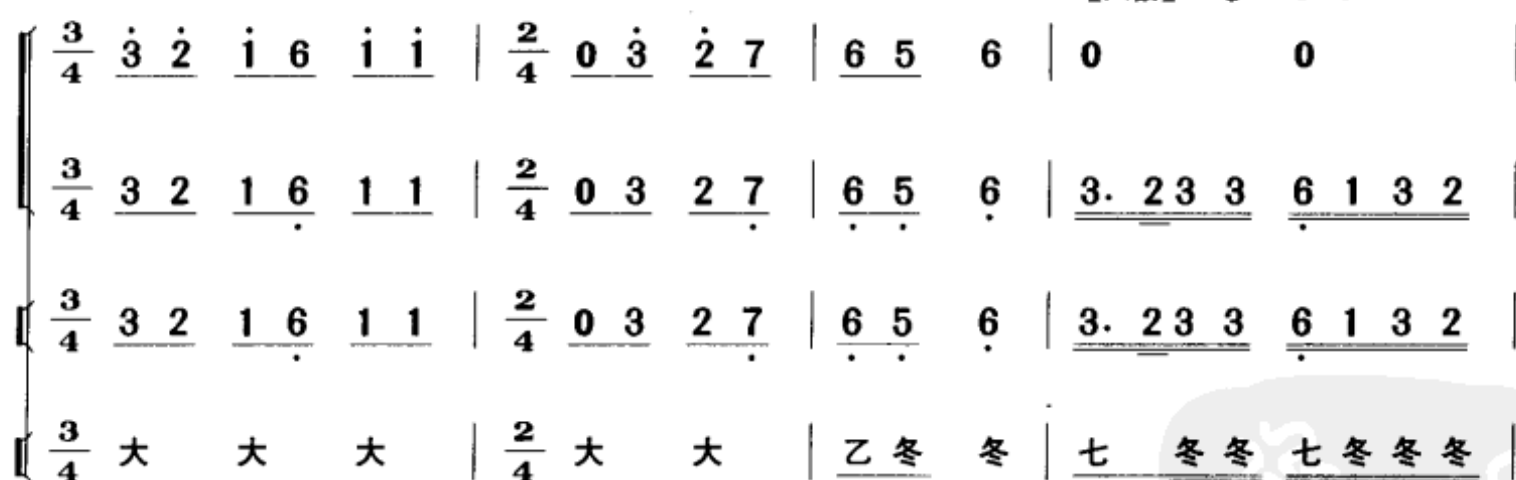 3/4 3̇ 2̇ 1̇ 6 1̇ 1̇ | 2/4 0 3̇ 2̇ 7 | 6 5 6 | 0 0 |
3/4 3 2 1 6̣ 1 1 | 2/4 0 3 2 7̣ | 6̣ 5̣ 6̣ | 3. 2 3 3 6̣ 1 3 2 |
3/4 3 2 1 6̣ 1 1 | 2/4 0 3 2 7̣ | 6̣ 5̣ 6̣ | 3. 2 3 3 6̣ 1 3 2 |
3/4 大 大 大 | 2/4 大 大 | 乙 冬 冬 | 七 冬 冬 七 冬 冬 冬 |